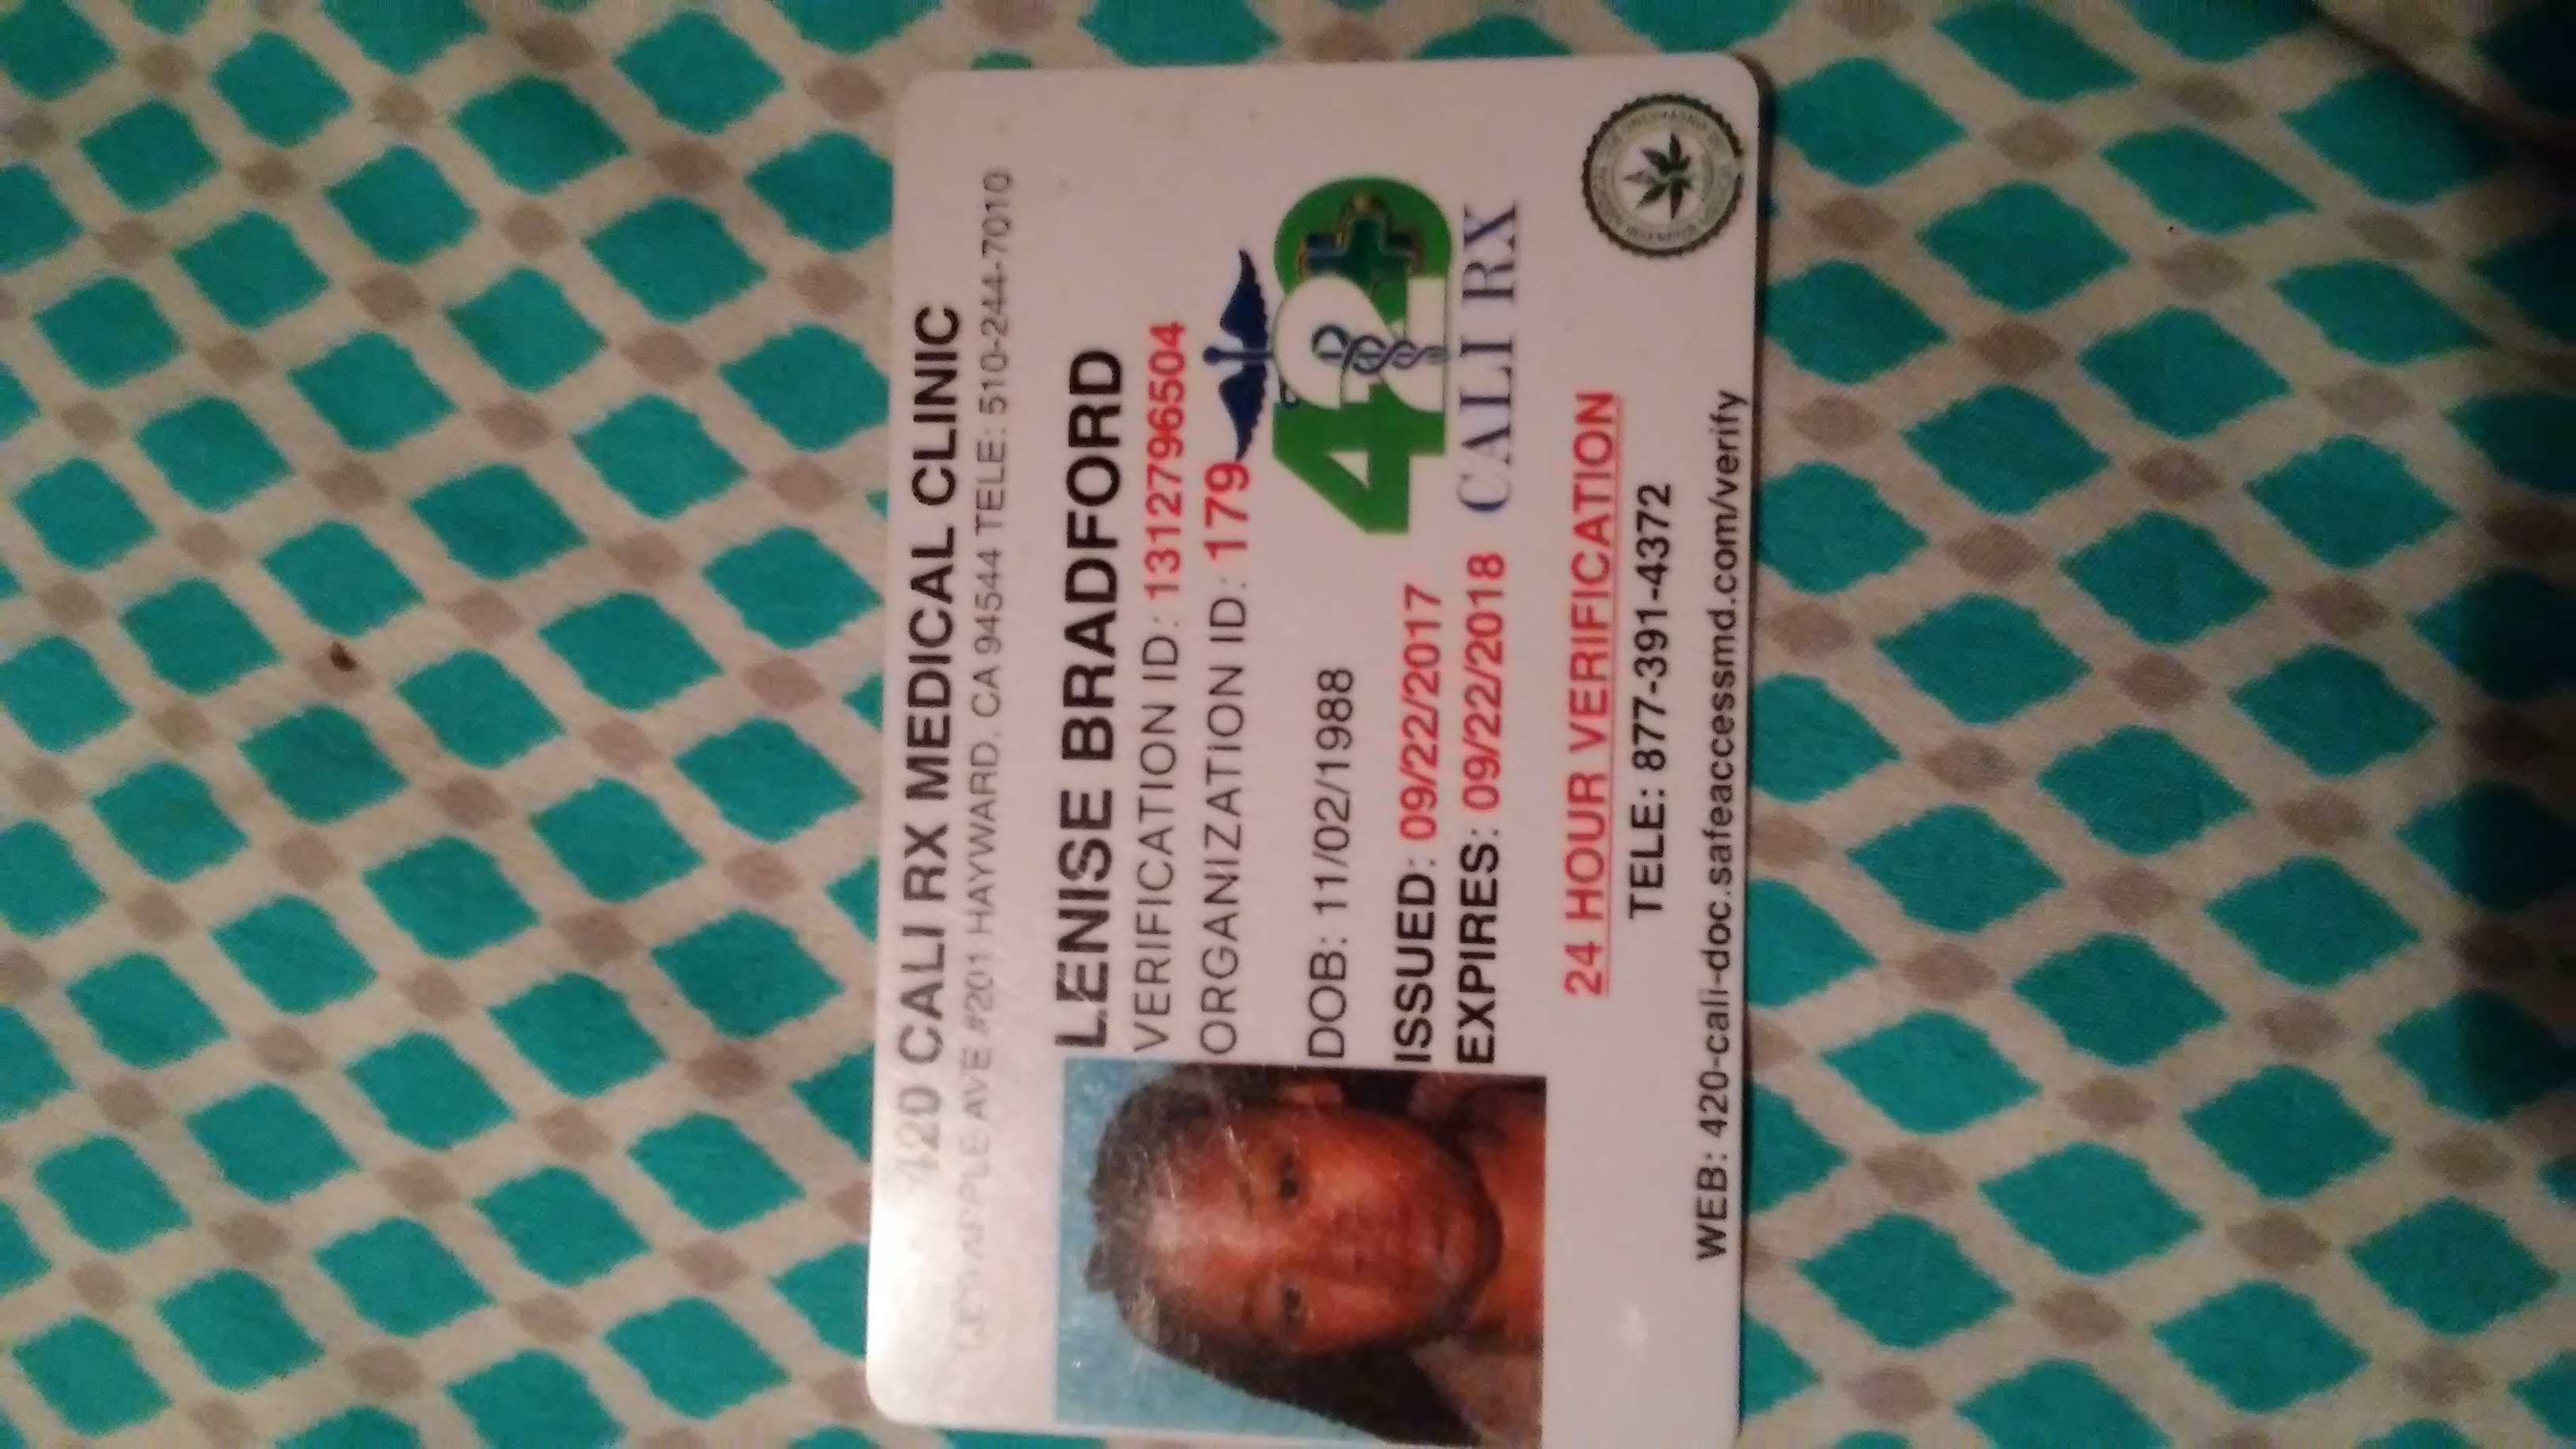 420 CALI RX MEDICAL CLINIC
APPLE AVE #201 HAYWARD, CA 94544 TELE: 510-244-7010
LENISE BRADFORD
VERIFICATION ID: 1312796504
ORGANIZATION ID: 179
DOB: 11/02/1988
ISSUED: 09/22/2017
EXPIRES: 09/22/2018
420
CALI RX
24 HOUR VERIFICATION
TELE: 877-391-4372
WEB: 420-cali-doc.safeaccessmd.com/verify